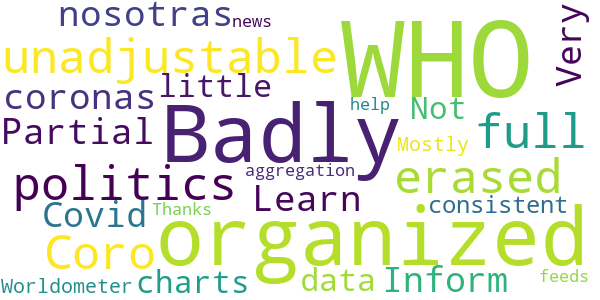 nosotras news WHO Very
unadjustable
coronas little help Not
Partial Badly Mostly full
politics aggregation erased
Covid Thanks Learn consistent
Coro organized
Worldometer charts data Inform feeds